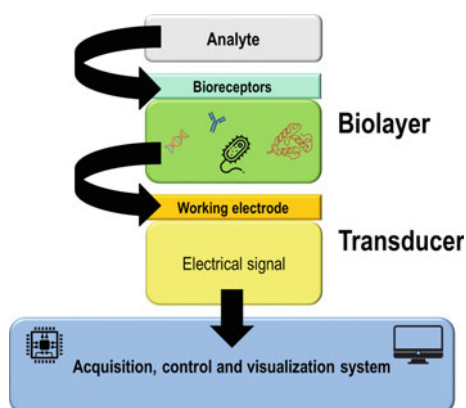 Analyte
Bioreceptors
Biolayer
Working electrode
Transducer
Electrical signal
Acquisition, control and visualization system